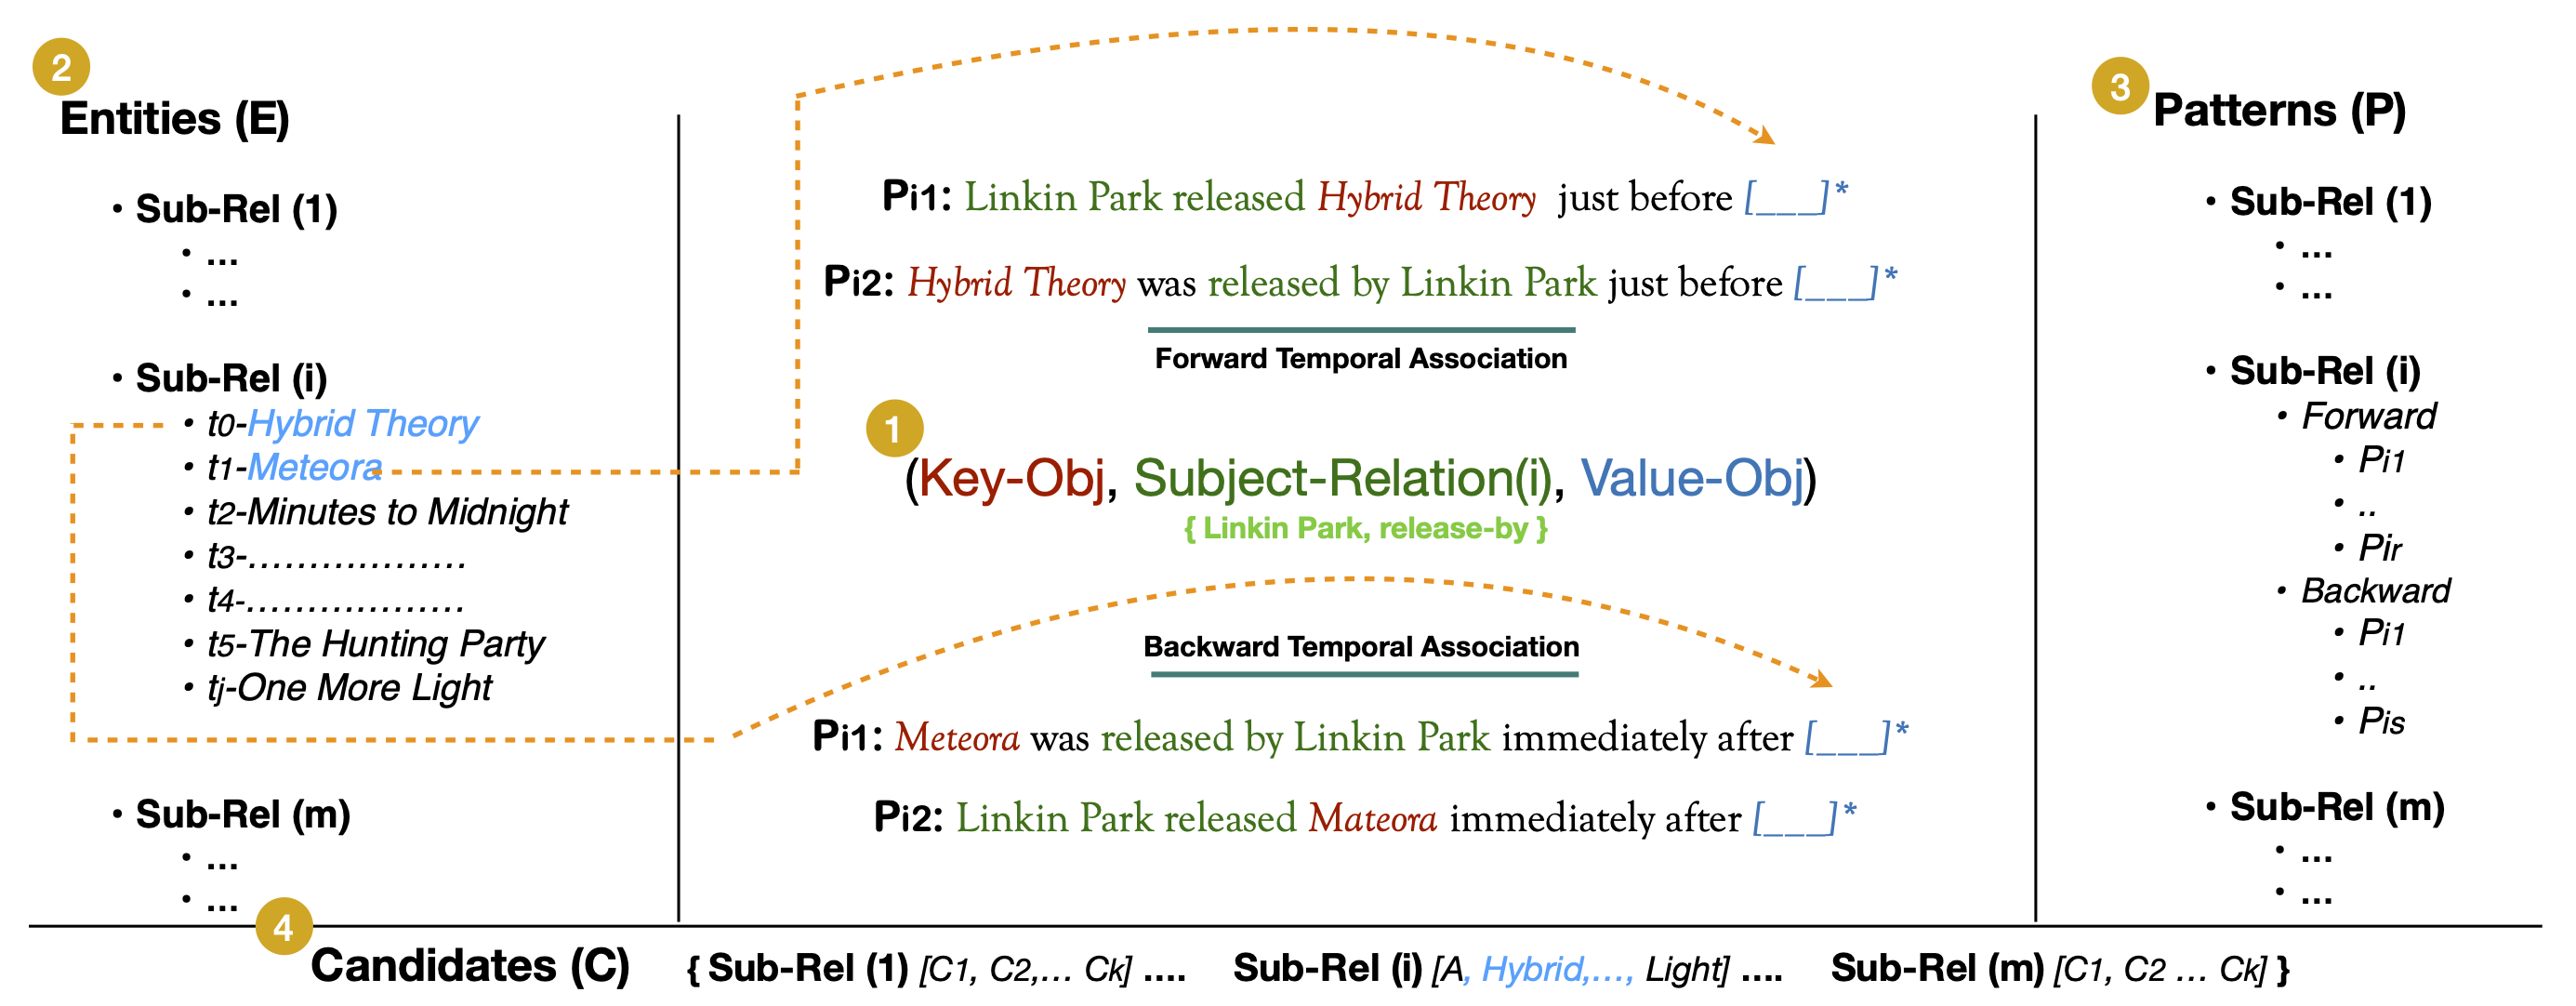 2
Entities (E)
• Sub-Rel (1)
• ...
• ...
• Sub-Rel (i)
• t0-Hybrid Theory
• t1-Meteora
• t2-Minutes to Midnight
• t3-..................
• t4-..................
• t5-The Hunting Party
• tj-One More Light
• Sub-Rel (m)
• ...
• ...
Pi1: Linkin Park released Hybrid Theory just before [___]*
Pi2: Hybrid Theory was released by Linkin Park just before [___]*
Forward Temporal Association
1
(Key-Obj, Subject-Relation(i), Value-Obj)
{ Linkin Park, release-by }
Backward Temporal Association
Pi1: Meteora was released by Linkin Park immediately after [___]*
Pi2: Linkin Park released Mateora immediately after [___]*
3
Patterns (P)
• Sub-Rel (1)
• ...
• ...
• Sub-Rel (i)
• Forward
• Pi1
• ..
• Pir
• Backward
• Pi1
• ..
• Pis
• Sub-Rel (m)
• ...
• ...
4
Candidates (C) { Sub-Rel (1) [C1, C2,... Ck] .... Sub-Rel (i) [A, Hybrid,..., Light] .... Sub-Rel (m) [C1, C2 ... Ck] }